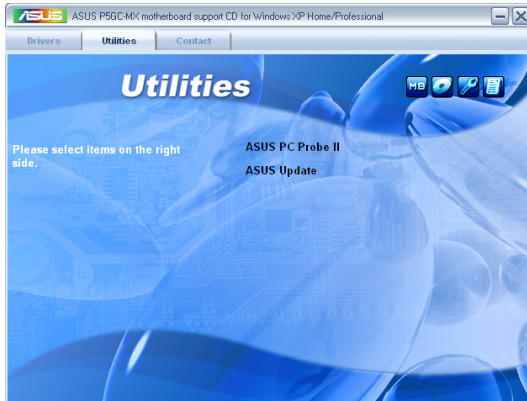 ASUS ASUS P5GC-MX motherboard support CD for Windows XP Home/Professional
Drivers Utilities Contact
Utilities
MB
Please select items on the right
side.
ASUS PC Probe II
ASUS Update